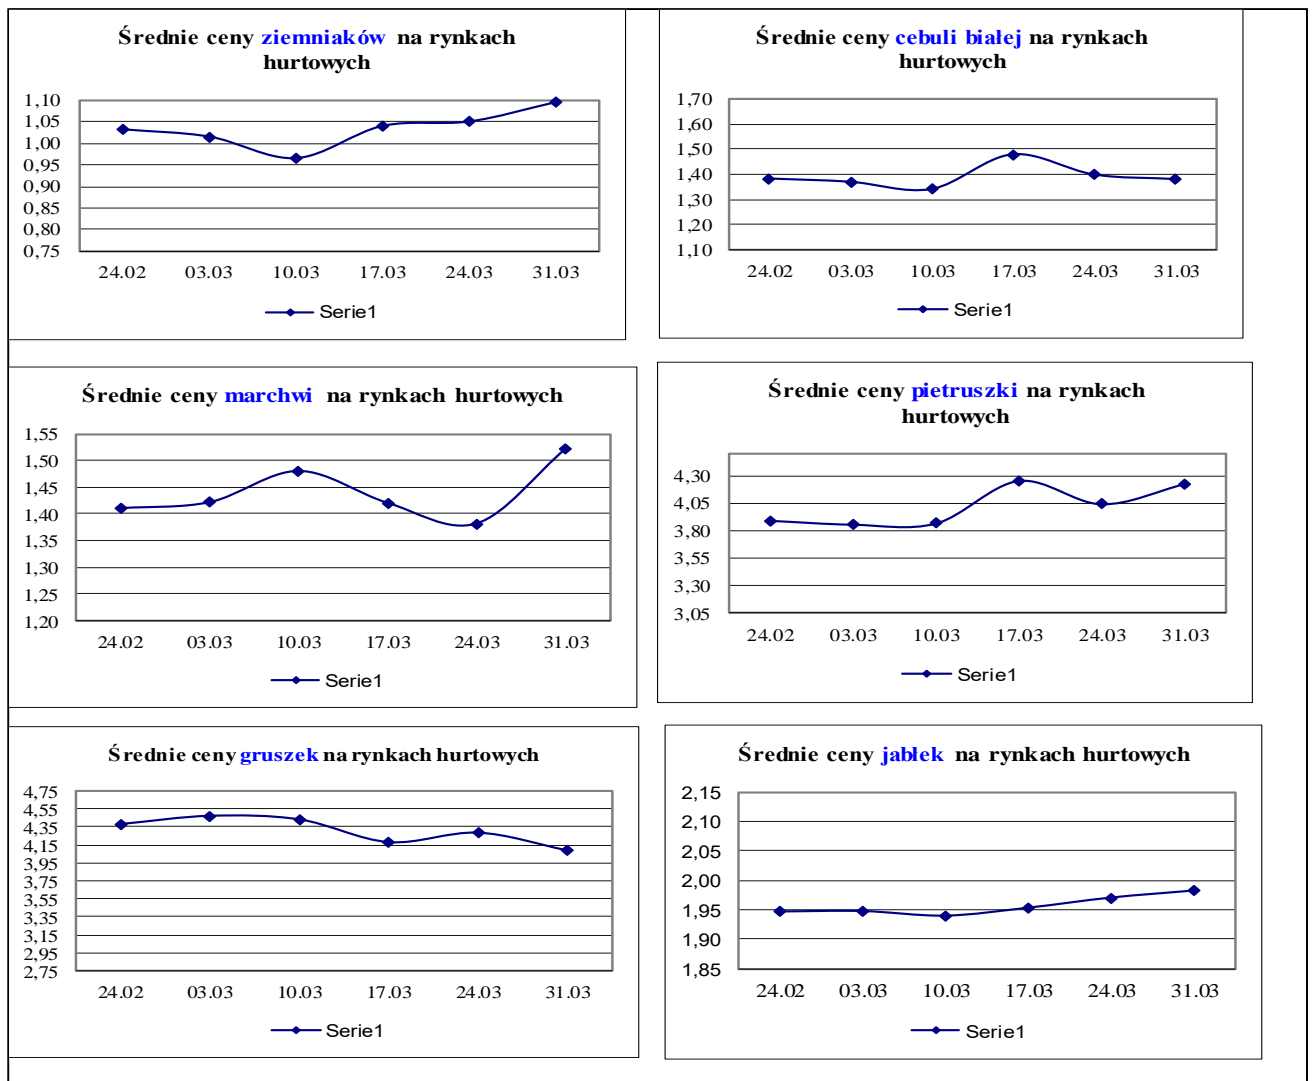 Średnie ceny ziemniaków na rynkach
hurtowych
1,10
1,05
1,00
0,95
0,90
0,85
0,80
0,75
24.02 03.03 10.03 17.03 24.03 31.03
Serie1
Średnie ceny cebuli białej na rynkach
hurtowych
1,70
1,60
1,50
1,40
1,30
1,20
1,10
24.02 03.03 10.03 17.03 24.03 31.03
Serie1
Średnie ceny marchwi na rynkach hurtowych
1,55
1,50
1,45
1,40
1,35
1,30
1,25
1,20
24.02 03.03 10.03 17.03 24.03 31.03
Serie1
Średnie ceny pietruszki na rynkach
hurtowych
4,30
4,05
3,80
3,55
3,30
3,05
24.02 03.03 10.03 17.03 24.03 31.03
Serie1
Średnie ceny gruszek na rynkach hurtowych
4,75
4,55
4,35
4,15
3,95
3,75
3,55
3,35
3,15
2,95
2,75
24.02 03.03 10.03 17.03 24.03 31.03
Serie1
Średnie ceny jabłek na rynkach hurtowych
2,15
2,10
2,05
2,00
1,95
1,90
1,85
24.02 03.03 10.03 17.03 24.03 31.03
Serie1